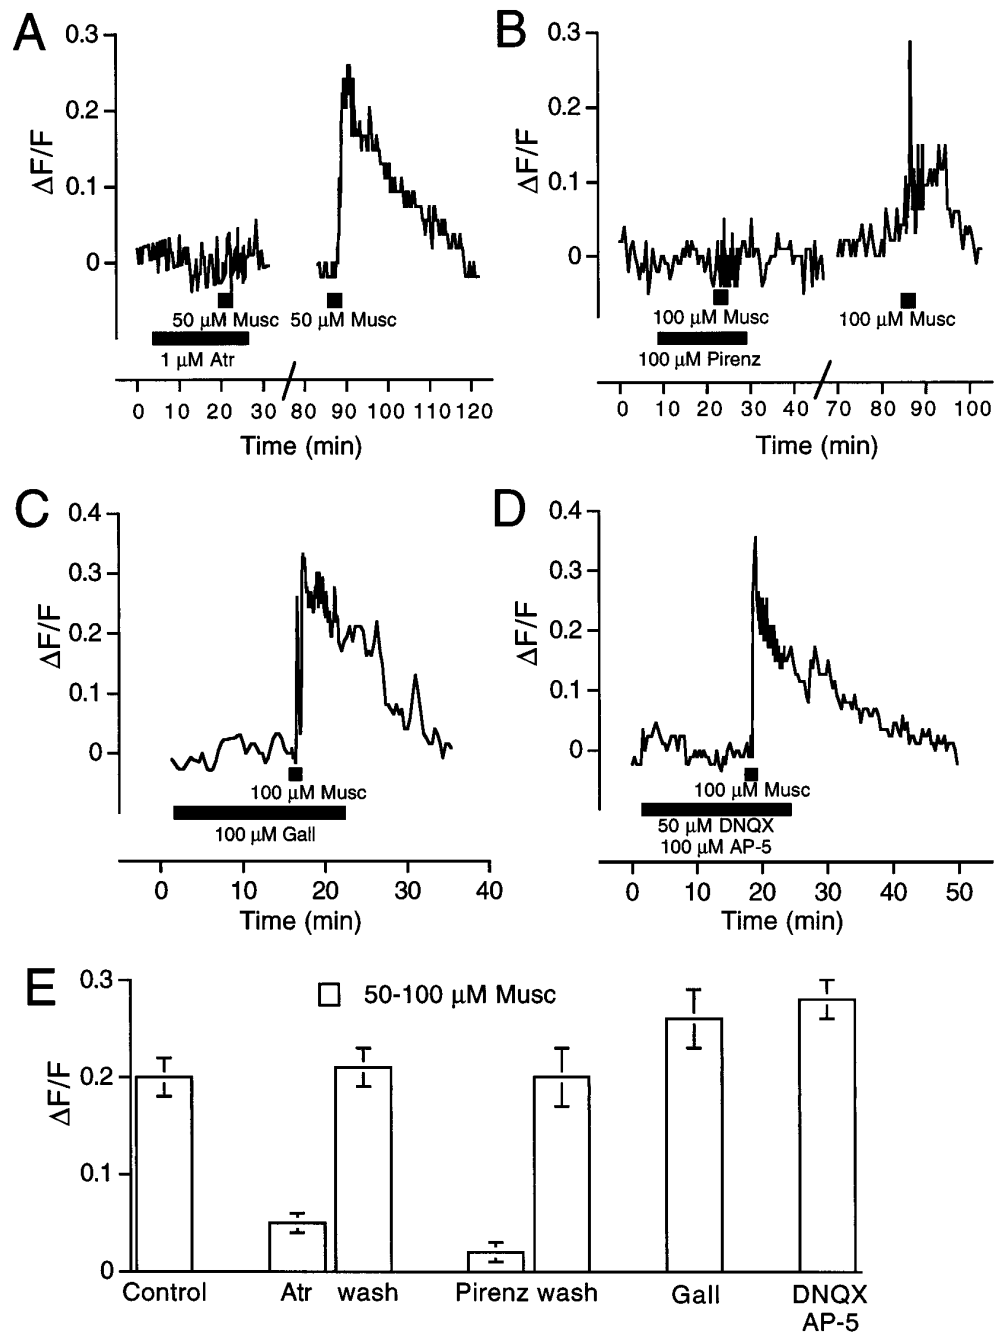 A
ΔF/F
0.3
0.2
0.1
0
50 μM Musc 50 μM Musc
1 μM Atr
0 10 20 30 80 90 100 110 120
Time (min)
B
ΔF/F
0.3
0.2
0.1
0
100 μM Musc 100 μM Musc
100 μM Pirenz
0 10 20 30 40 70 80 90 100
Time (min)
C
ΔF/F
0.4
0.3
0.2
0.1
0
100 μM Musc
100 μM Gall
0 10 20 30 40
Time (min)
D
ΔF/F
0.4
0.3
0.2
0.1
0
100 μM Musc
50 μM DNQX
100 μM AP-5
0 10 20 30 40 50
Time (min)
E
ΔF/F
0.3
0.2
0.1
0
50-100 μM Musc
Control Atr wash Pirenz wash Gall DNQX
AP-5